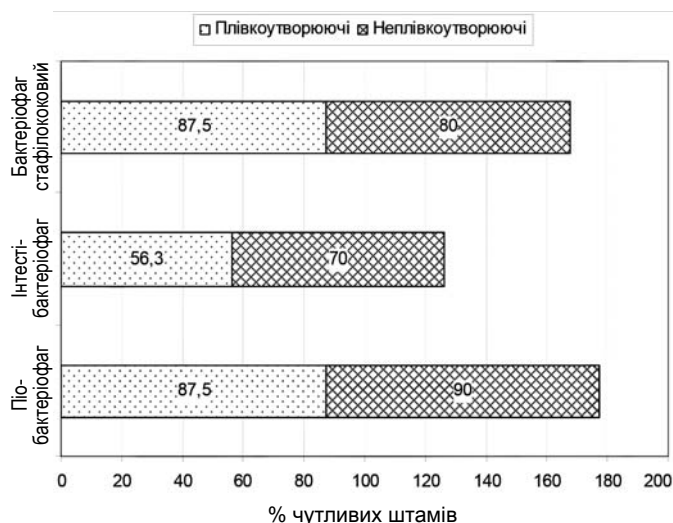 Плівкоутворюючі Неплівкоутворюючі
Бактеріофаг
стафілококовий
87,5 80
Інтесті-
бактеріофаг
56,3 70
Піо-
бактеріофаг
87,5 90
0 20 40 60 80 100 120 140 160 180 200
% чутливих штамів